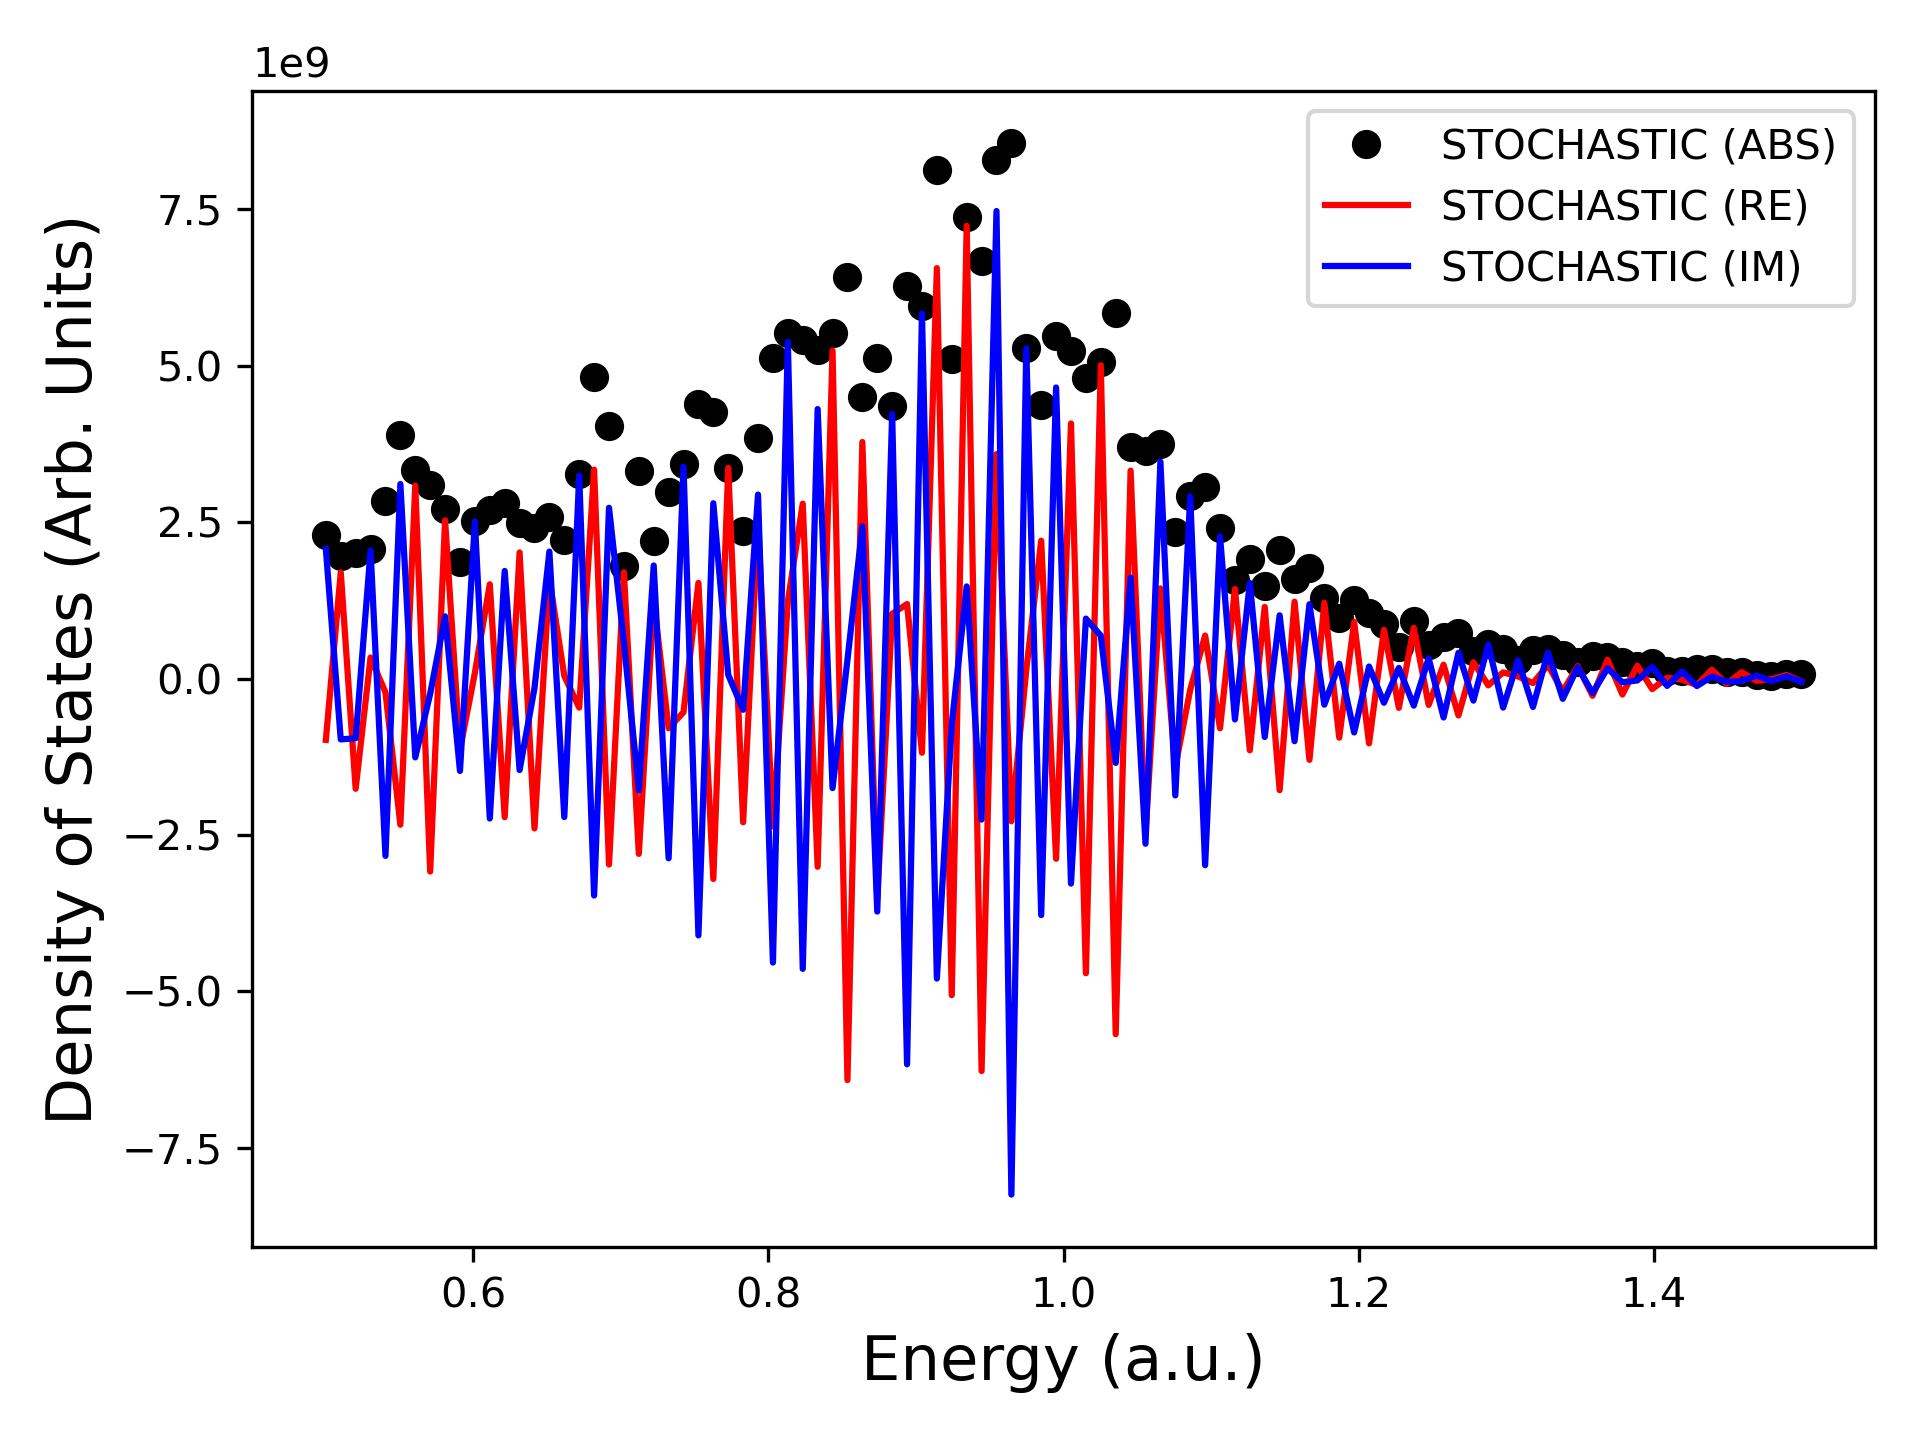 1e9
STOCHASTIC (ABS)
STOCHASTIC (RE)
STOCHASTIC (IM)
7.5
5.0
2.5
0.0
−2.5
−5.0
−7.5
Density of States (Arb. Units)
0.6 0.8 1.0 1.2 1.4
Energy (a.u.)